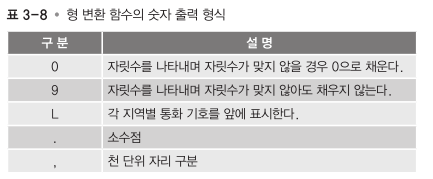 표 3-8 • 형 변환 함수의 숫자 출력 형식
구 분 설 명
0 자릿수를 나타내며 자릿수가 맞지 않을 경우 0으로 채운다.
9 자릿수를 나타내며 자릿수가 맞지 않아도 채우지 않는다.
L 각 지역별 통화 기호를 앞에 표시한다.
. 소수점
, 천 단위 자리 구분